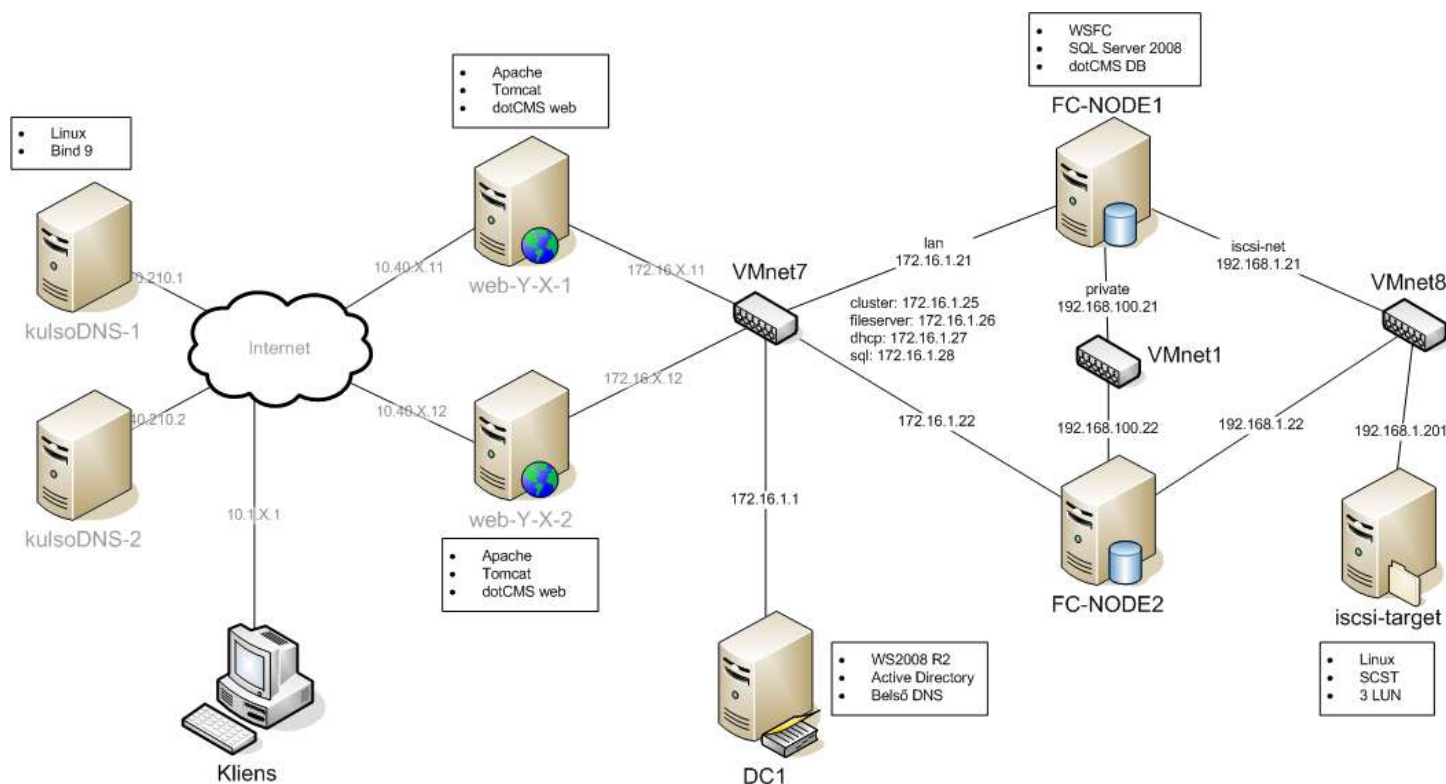 WSFC
SQL Server 2008
dotCMS DB
FC-NODE1
Apache
Tomcat
dotCMS web
Linux
Bind 9
web-Y-X-1
kulsoDNS-1
0.210.1
10.40.X.11
172.16.X.11
Internet
VMnet7
lan
172.16.1.21
iscsi-net
192.168.1.21
VMnet8
private
192.168.100.21
cluster: 172.16.1.25
fileserver: 172.16.1.26
dhcp: 172.16.1.27
sql: 172.16.1.28
VMnet1
kulsoDNS-2
40.210.2
10.40.X.12
172.16.X.12
172.16.1.22
192.168.100.22
192.168.1.22
192.168.1.201
web-Y-X-2
Apache
Tomcat
dotCMS web
10.1.X.1
172.16.1.1
FC-NODE2
iscsi-target
Linux
SCST
3 LUN
WS2008 R2
Active Directory
Belső DNS
Kliens
DC1